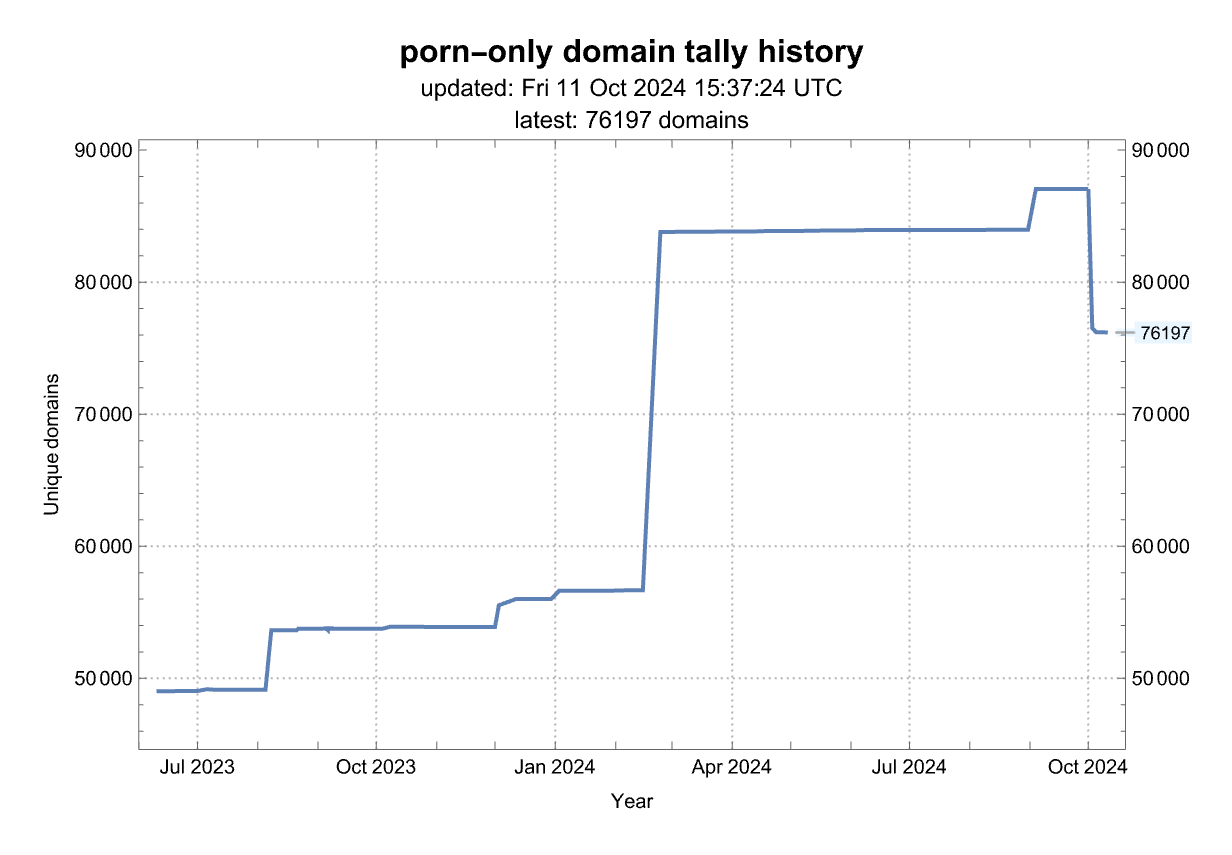 porn−only domain tally history
updated: Fri 11 Oct 2024 15:37:24 UTC
latest: 76197 domains
90 000 90 000
80 000 80 000
76197
70 000 70 000
Unique domains
60 000 60 000
50 000 50 000
Jul 2023 Oct 2023 Jan 2024 Apr 2024 Jul 2024 Oct 2024
Year